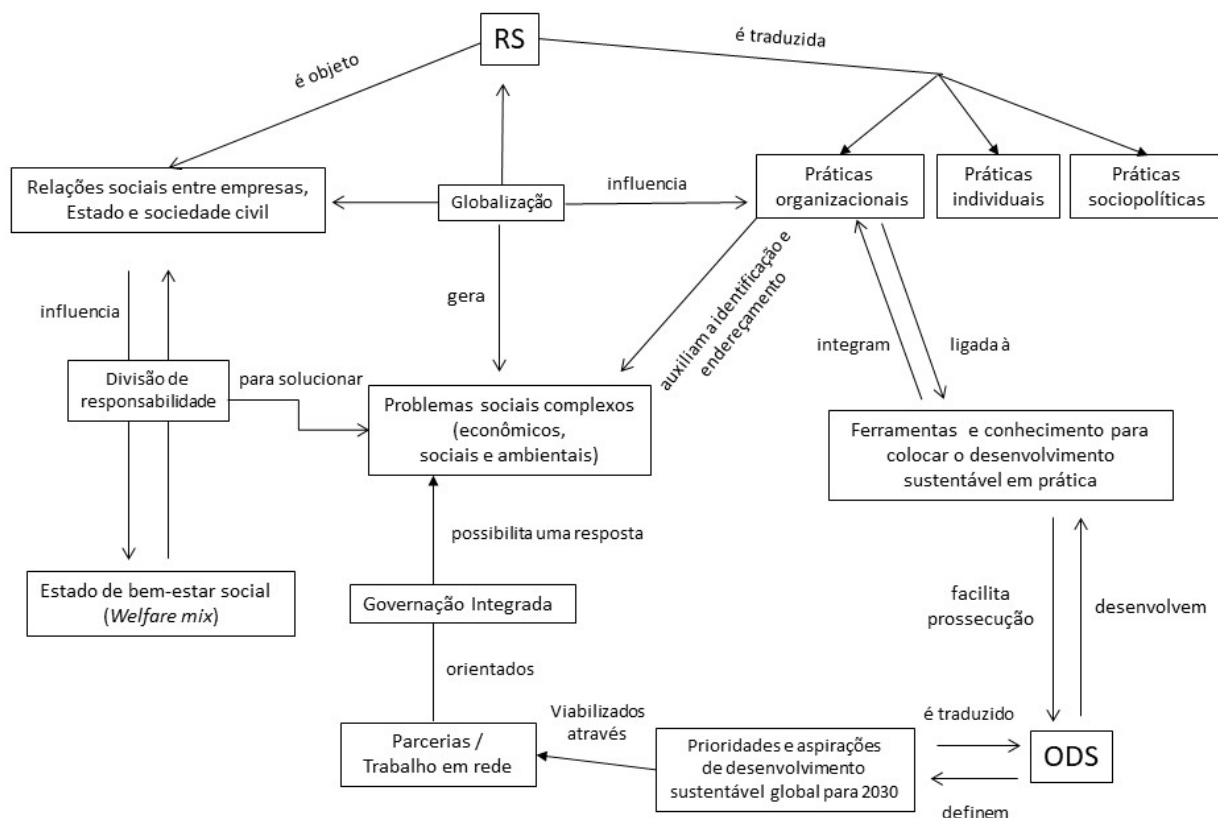 RS
é traduzida
é objeto
Relações sociais entre empresas,
Estado e sociedade civil
Globalização
influencia
Práticas
organizacionais
Práticas
individuais
Práticas
sociopolíticas
influencia
gera
auxiliam a identificação e
endereçamento
integram
ligada à
Divisão de
responsabilidade
para solucionar
Problemas sociais complexos
(econômicos,
sociais e ambientais)
Ferramentas e conhecimento para
colocar o desenvolvimento
sustentável em prática
possibilita uma resposta
Estado de bem-estar social
(Welfare mix)
Governação Integrada
facilita
prossecução
desenvolvem
orientados
Viabilizados
através
é traduzido
Parcerias /
Trabalho em rede
Prioridades e aspirações
de desenvolvimento
sustentável global para 2030
ODS
definem